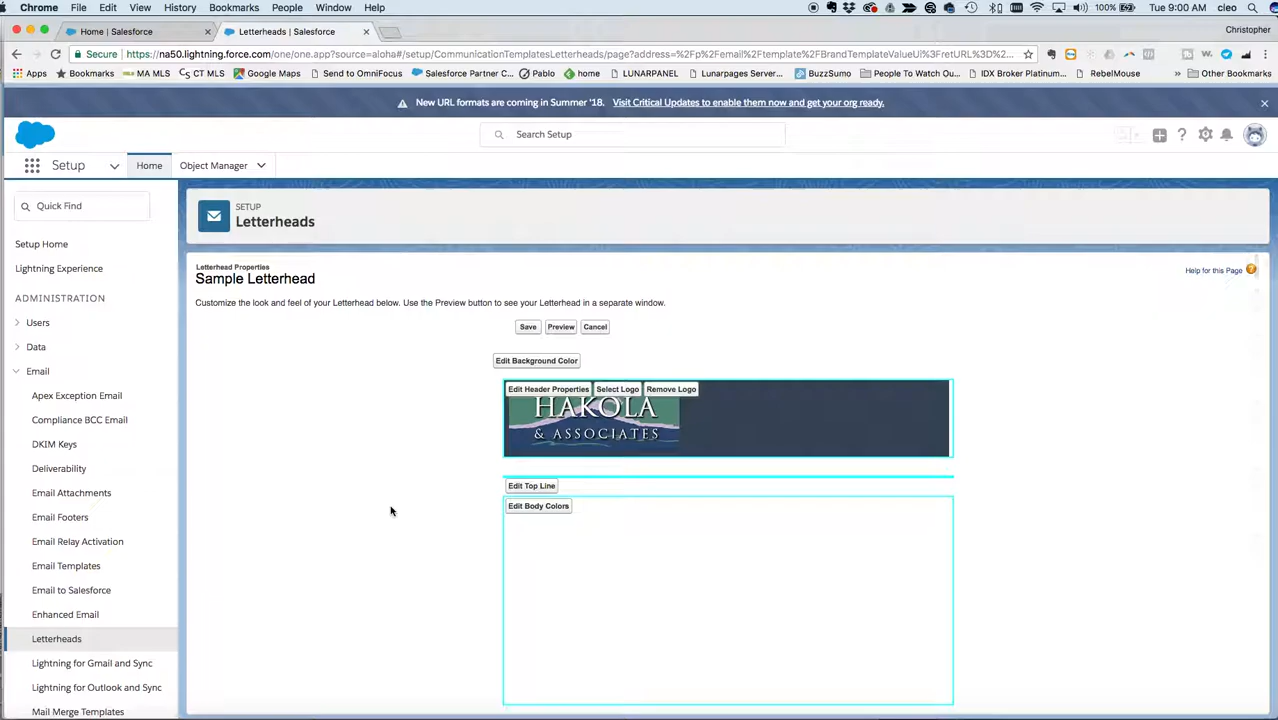 Chrome File Edit View History Bookmarks People Window Help 100% Tue 9:00 AM cleo
Home | Salesforce × Letterheads | Salesforce × Christopher
Secure https://na50.lightning.force.com/one/one.app?source=aloha#/setup/CommunicationTemplatesLetterheads/page?address=%2Fp%2Femail%2Ftemplate%2FBrandTemplateValueUi%3FretURL%3D%2...
Apps Bookmarks MA MLS CT MLS Google Maps Send to OmniFocus Salesforce Partner C... Pablo home LUNARPANEL Lunarpages Server... BuzzSumo People To Watch Ou... IDX Broker Platinum... RebelMouse » Other Bookmarks
New URL formats are coming in Summer '18. Visit Critical Updates to enable them now and get your org ready.
Search Setup
Setup Home Object Manager
Quick Find
Setup Home
Lightning Experience
ADMINISTRATION
Users
Data
Email
Apex Exception Email
Compliance BCC Email
DKIM Keys
Deliverability
Email Attachments
Email Footers
Email Relay Activation
Email Templates
Email to Salesforce
Enhanced Email
Letterheads
Lightning for Gmail and Sync
Lightning for Outlook and Sync
Mail Merge Templates
SETUP
Letterheads
Letterhead Properties
Sample Letterhead
Help for this Page ?
Customize the look and feel of your Letterhead below. Use the Preview button to see your Letterhead in a separate window.
Save Preview Cancel
Edit Background Color
Edit Header Properties Select Logo Remove Logo
HAKOLA
& ASSOCIATES
Edit Top Line
Edit Body Colors